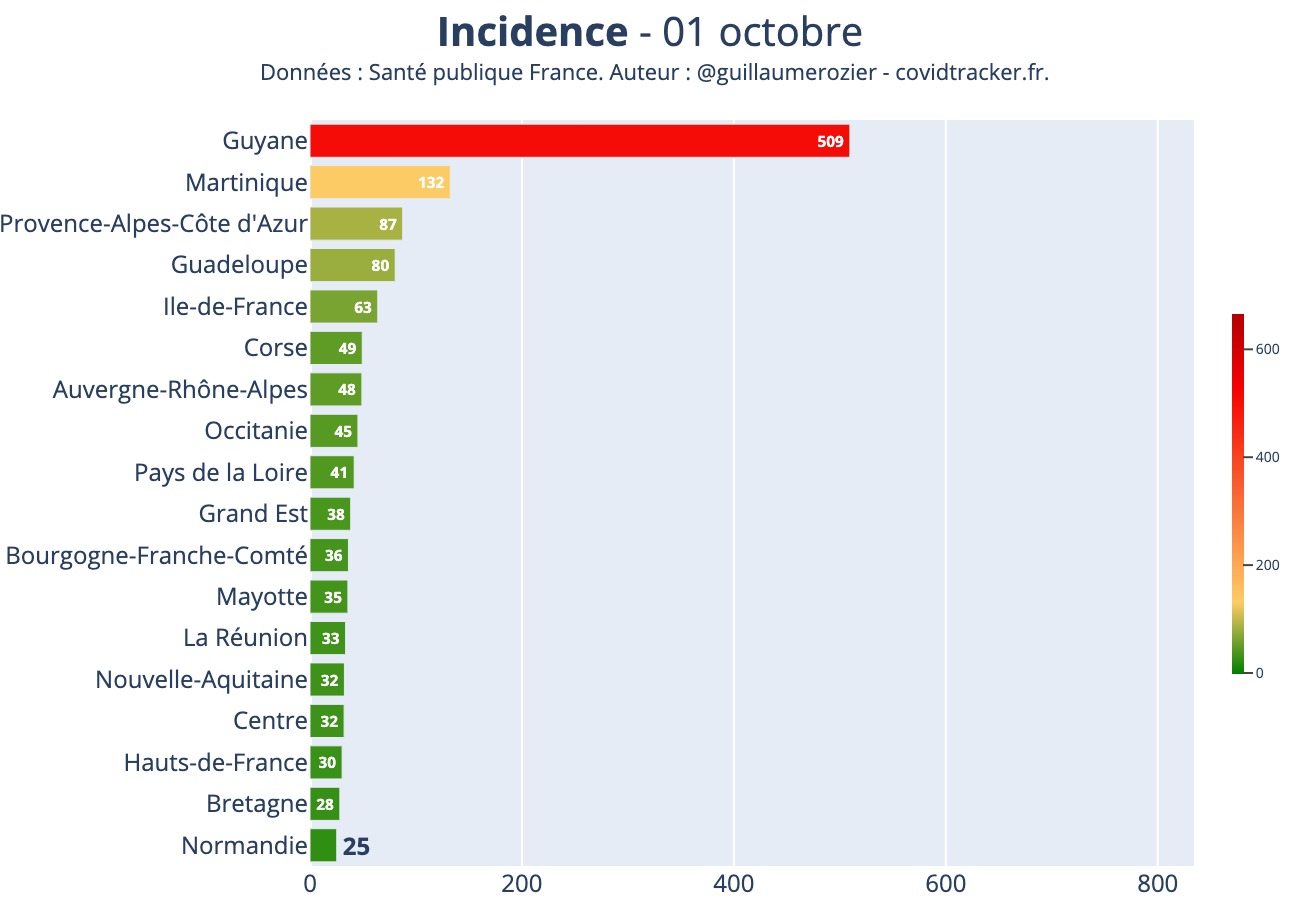 Incidence - 01 octobre
Données : Santé publique France. Auteur : @guillaumerozier - covidtracker.fr.
Guyane 509
Martinique 132
Provence-Alpes-Côte d'Azur 87
Guadeloupe 80
Ile-de-France 63
Corse 49
Auvergne-Rhône-Alpes 48
Occitanie 45
Pays de la Loire 41
Grand Est 38
Bourgogne-Franche-Comté 36
Mayotte 35
La Réunion 33
Nouvelle-Aquitaine 32
Centre 32
Hauts-de-France 30
Bretagne 28
Normandie 25
0 200 400 600 800
600
400
200
0